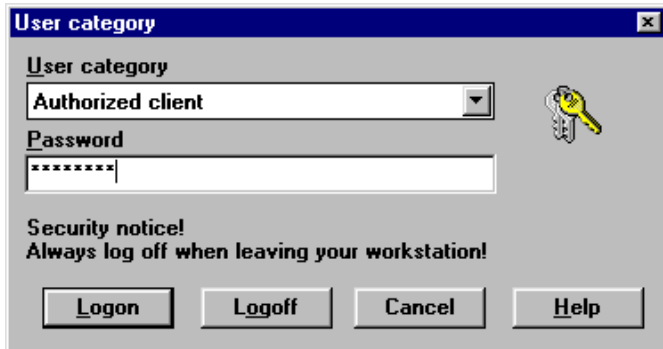 User category
User category
Authorized client
Password
********
Security notice!
Always log off when leaving your workstation!
Logon Logoff Cancel Help